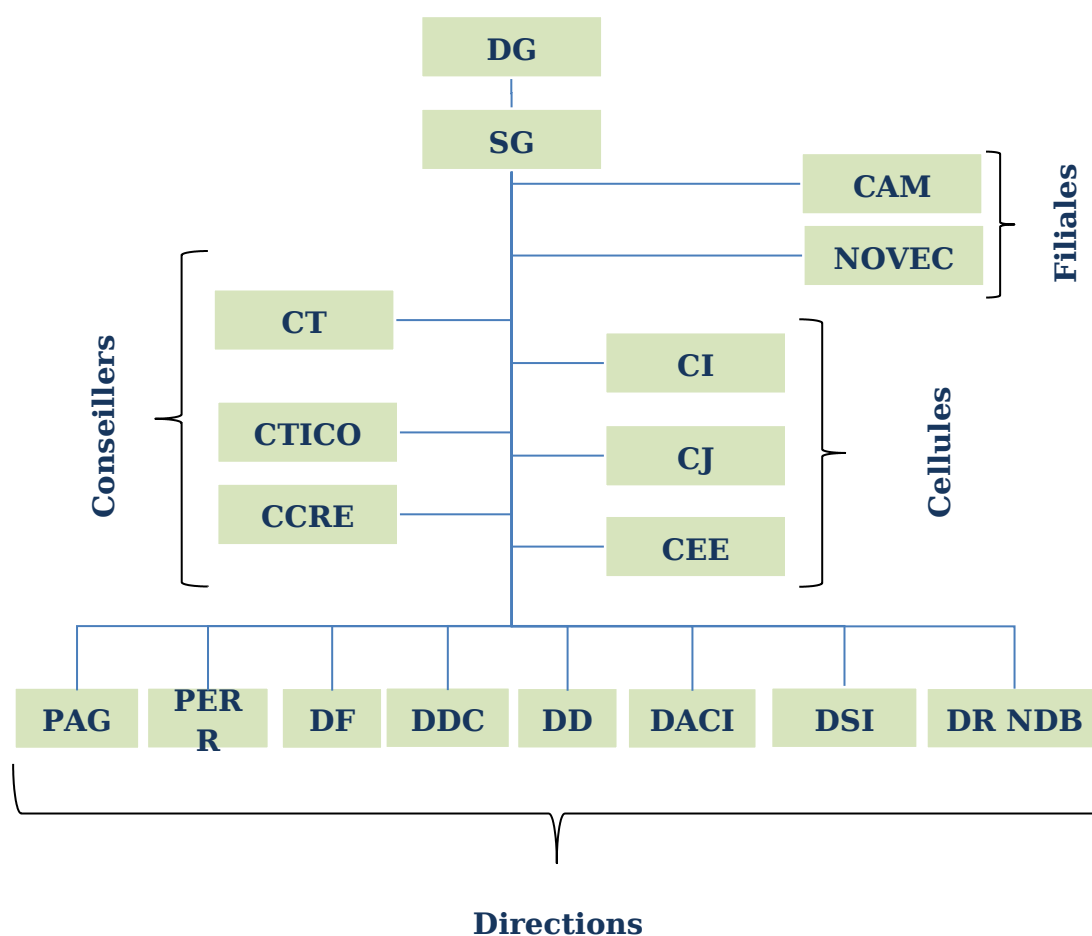 DG
SG
CAM
NOVEC
Filiales
Conseillers
CT
CTICO
CCRE
CI
CJ
CEE
Cellules
PAG
PER
R
DF
DDC
DD
DACI
DSI
DR NDB
Directions